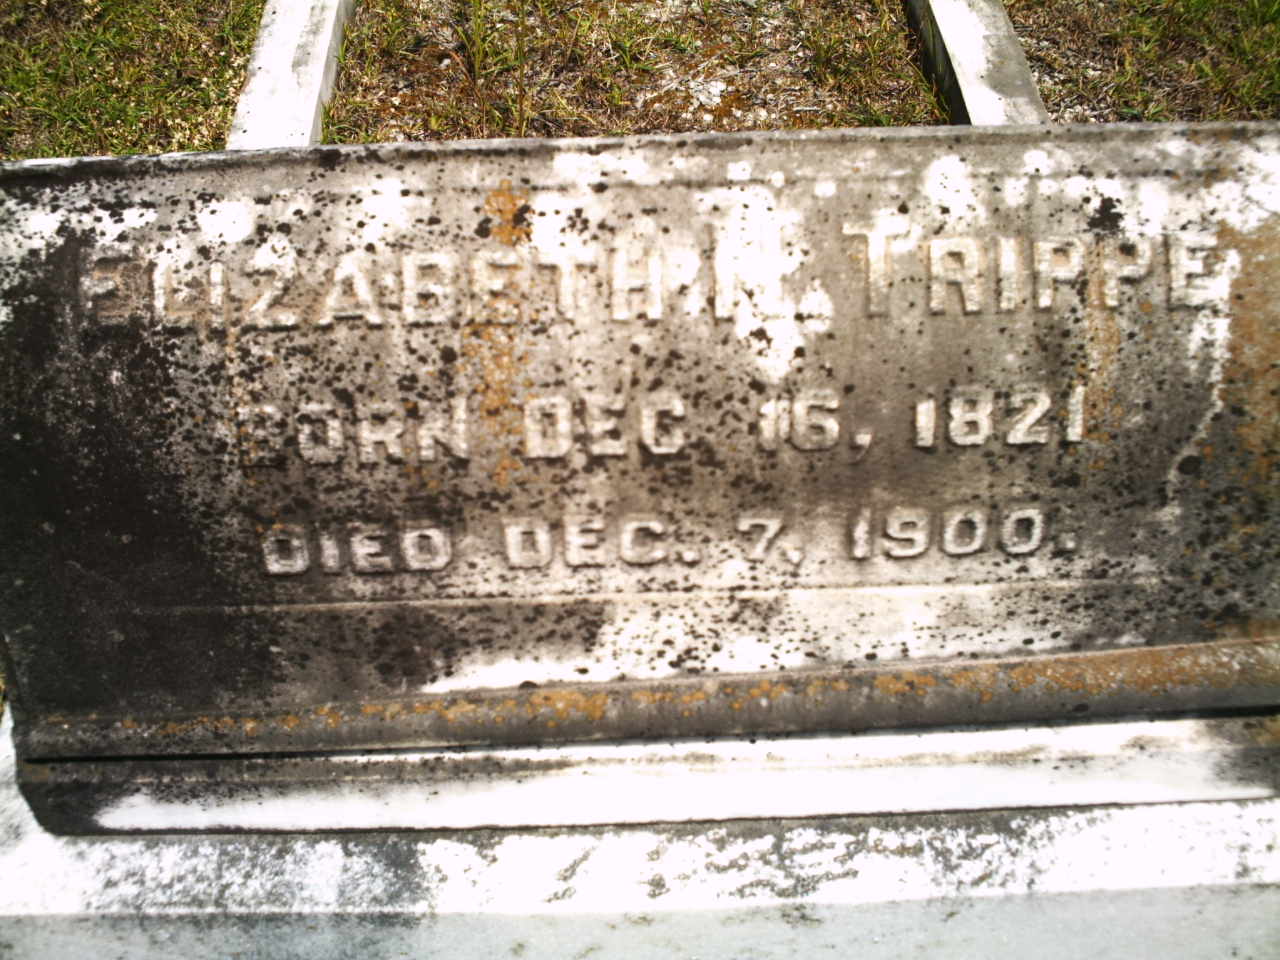 ELIZABETH TRIPPE
BORN DEC 16, 1821
DIED DEC. 7, 1900.